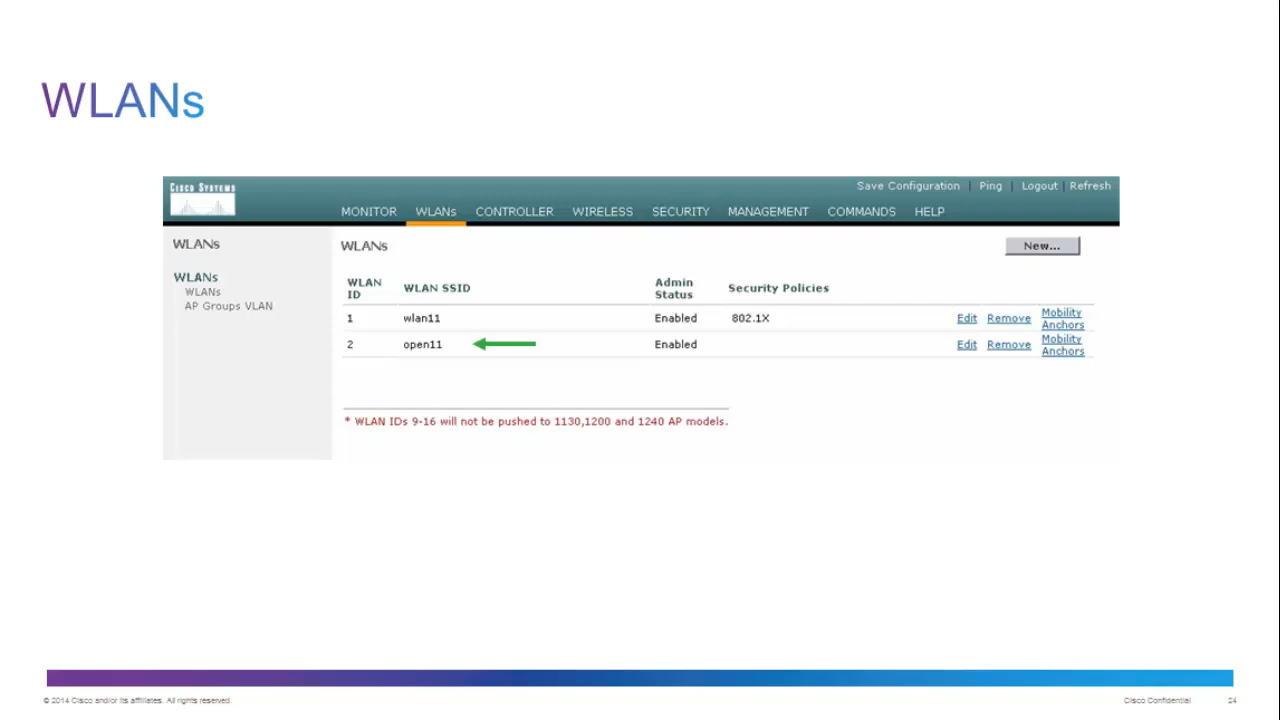 WLANs
CISCO SYSTEMS
Save Configuration | Ping | Logout | Refresh
MONITOR WLANs CONTROLLER WIRELESS SECURITY MANAGEMENT COMMANDS HELP
WLANs
WLANs
WLANs
AP Groups VLAN
WLANs
New...
WLAN ID WLAN SSID Admin Status Security Policies
1 wlan11 Enabled 802.1X Edit Remove Mobility Anchors
2 open11 Enabled Edit Remove Mobility Anchors
* WLAN IDs 9-16 will not be pushed to 1130,1200 and 1240 AP models.
© 2014 Cisco and/or its affiliates. All rights reserved.
Cisco Confidential
24